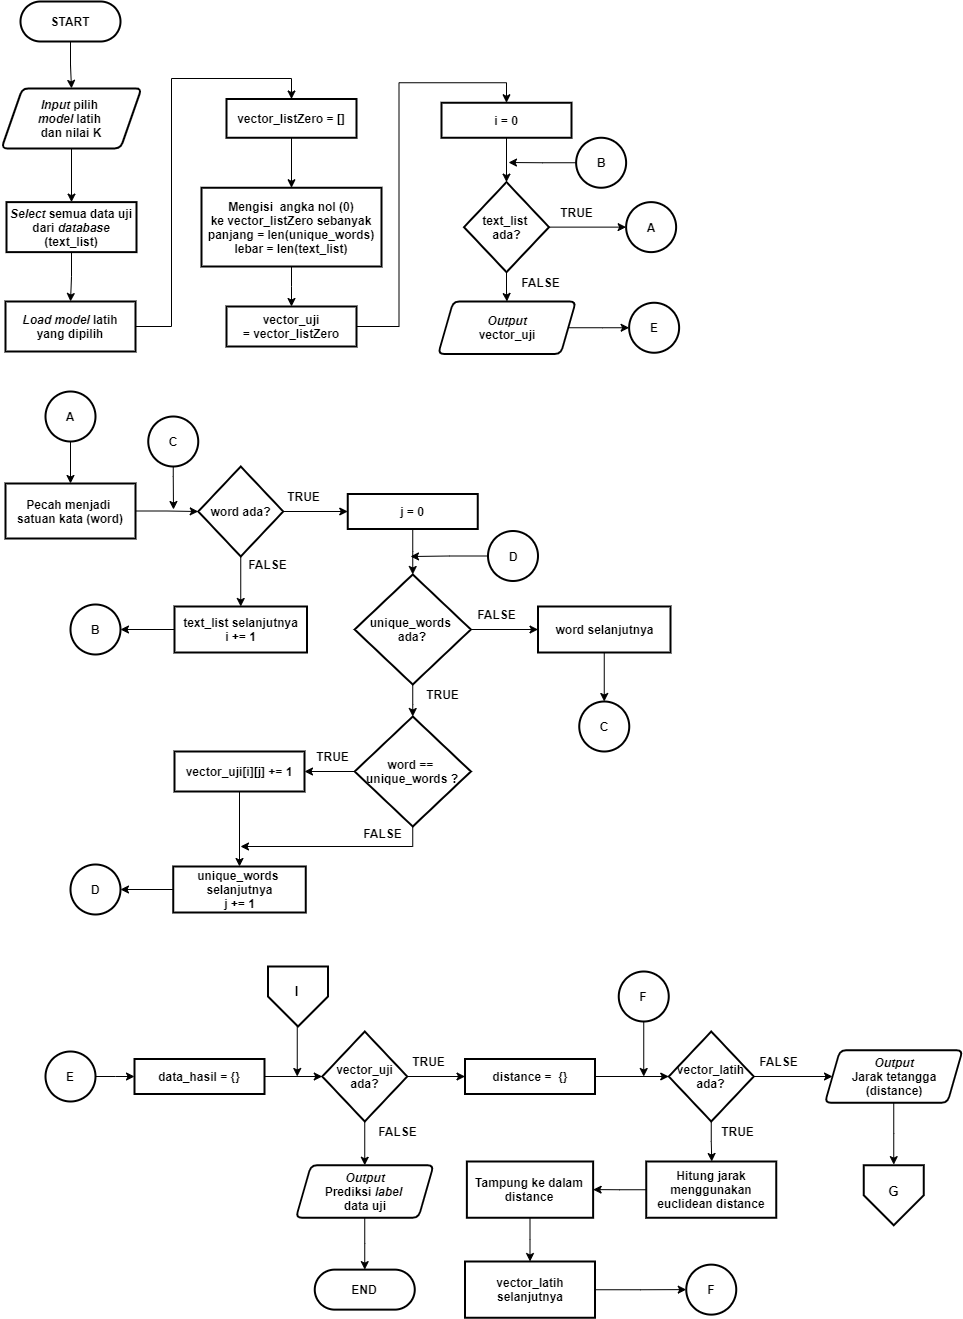 START
Input pilih
model latih
dan nilai K
Select semua data uji
dari database
(text_list)
Load model latih
yang dipilih
vector_listZero = []
Mengisi angka nol (0)
ke vector_listZero sebanyak
panjang = len(unique_words)
lebar = len(text_list)
vector_uji
= vector_listZero
i = 0
B
text_list
ada?
TRUE
A
FALSE
Output
vector_uji
E
A
C
Pecah menjadi
satuan kata (word)
word ada?
TRUE
j = 0
FALSE
D
B
text_list selanjutnya
i += 1
unique_words
ada?
FALSE
word selanjutnya
TRUE
C
word ==
unique_words ?
TRUE
vector_uji[i][j] += 1
FALSE
D
unique_words
selanjutnya
j += 1
I
F
E
data_hasil = {}
vector_uji
ada?
TRUE
distance = {}
vector_latih
ada?
FALSE
Output
Jarak tetangga
(distance)
FALSE
TRUE
Output
Prediksi label
data uji
Tampung ke dalam
distance
Hitung jarak
menggunakan
euclidean distance
G
END
vector_latih
selanjutnya
F